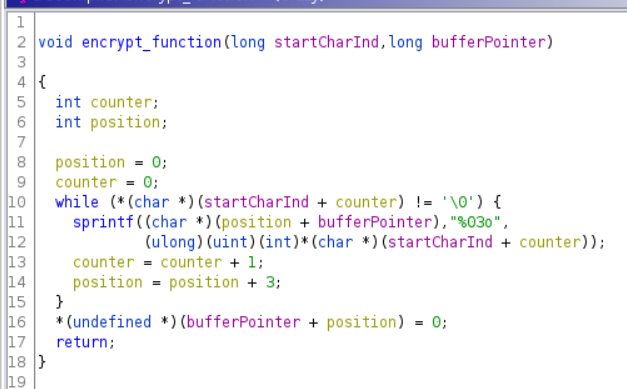 1
2 void encrypt_function(long startCharInd,long bufferPointer)
3
4 {
5   int counter;
6   int position;
7
8   position = 0;
9   counter = 0;
10   while (*(char *)(startCharInd + counter) != '\0') {
11     sprintf((char *)(position + bufferPointer),"%03o",
12             (ulong)(uint)(int)*(char *)(startCharInd + counter));
13     counter = counter + 1;
14     position = position + 3;
15   }
16   *(undefined *)(bufferPointer + position) = 0;
17   return;
18 }
19